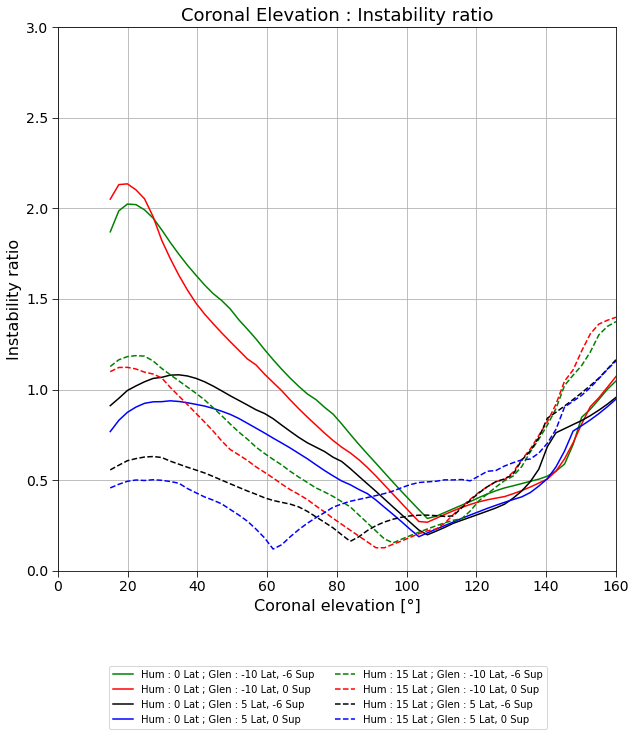 Coronal Elevation : Instability ratio
3.0
2.5
2.0
1.5
1.0
0.5
0.0
Instability ratio
0 20 40 60 80 100 120 140 160
Coronal elevation [°]
Hum : 0 Lat ; Glen : -10 Lat, -6 Sup
Hum : 0 Lat ; Glen : -10 Lat, 0 Sup
Hum : 0 Lat ; Glen : 5 Lat, -6 Sup
Hum : 0 Lat ; Glen : 5 Lat, 0 Sup
Hum : 15 Lat ; Glen : -10 Lat, -6 Sup
Hum : 15 Lat ; Glen : -10 Lat, 0 Sup
Hum : 15 Lat ; Glen : 5 Lat, -6 Sup
Hum : 15 Lat ; Glen : 5 Lat, 0 Sup